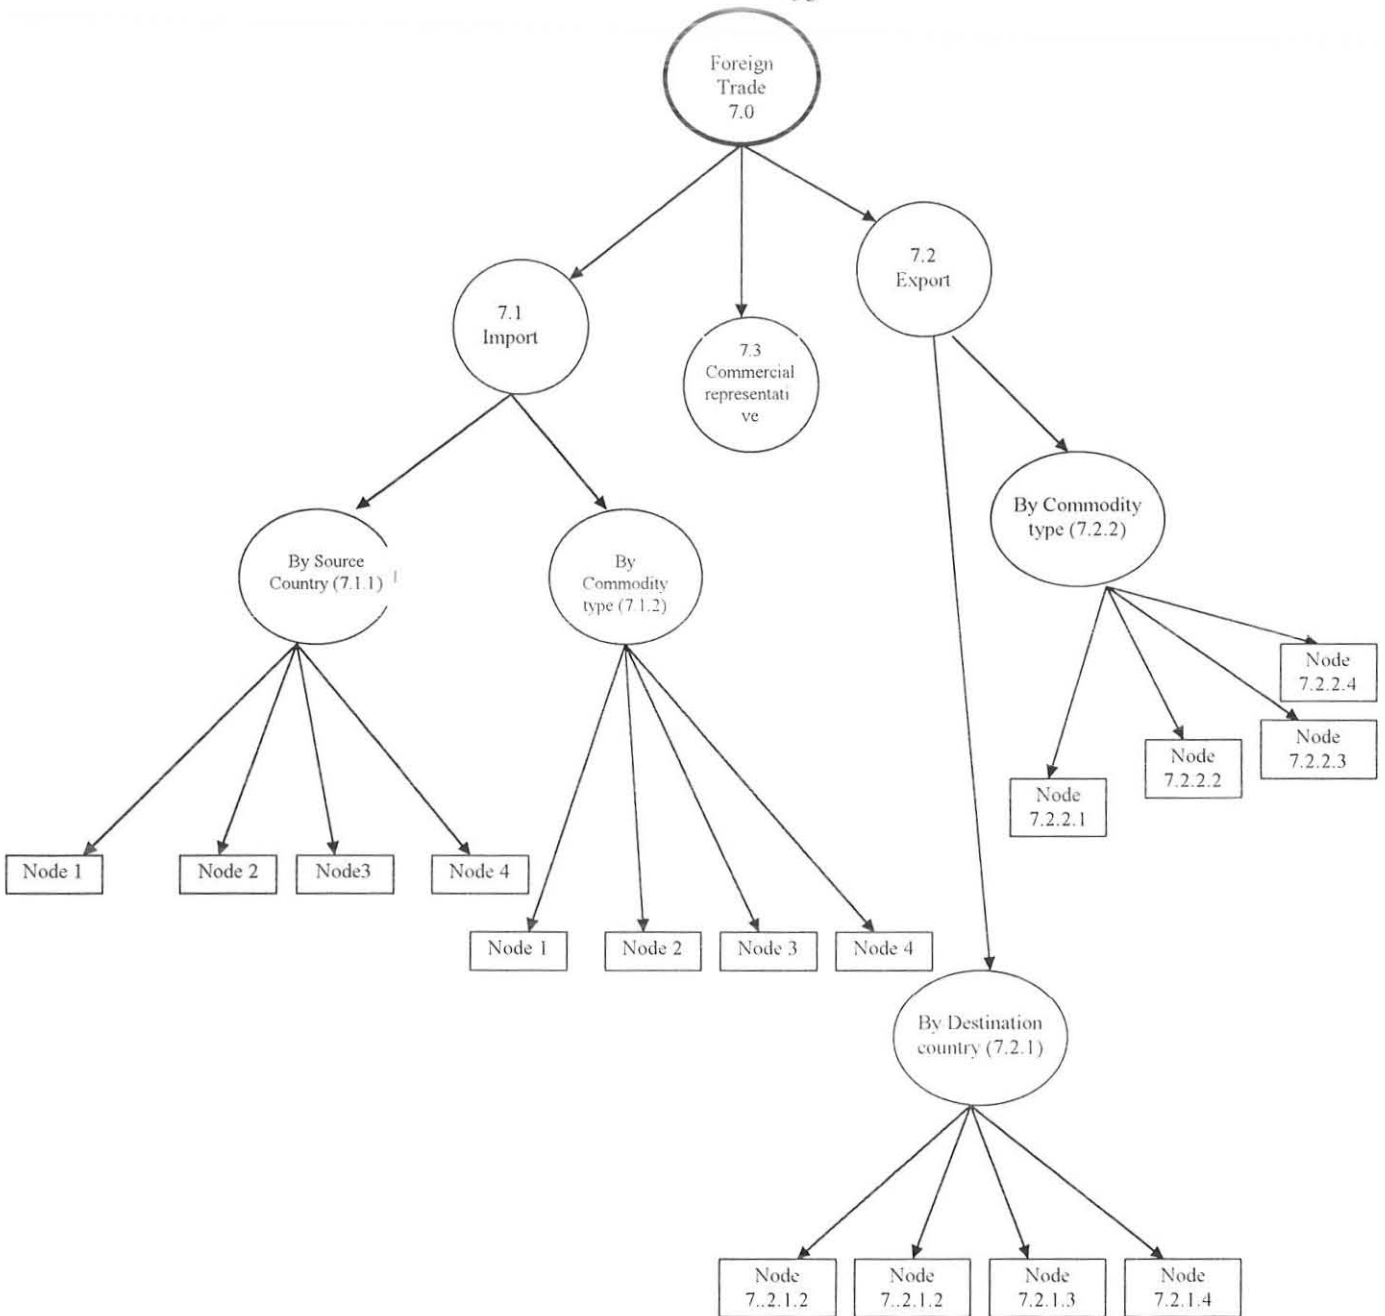 Foreign
Trade
7.0
7.2
Export
7.1
Import
7.3
Commercial
representati
ve
By Commodity
type (7.2.2)
By Source
Country (7.1.1)
By
Commodity
type (7.1.2)
Node
7.2.2.4
Node
7.2.2.3
Node
7.2.2.2
Node
7.2.2.1
Node 1
Node 2
Node3
Node 4
Node 1
Node 2
Node 3
Node 4
By Destination
country (7.2.1)
Node
7..2.1.2
Node
7..2.1.2
Node
7.2.1.3
Node
7.2.1.4